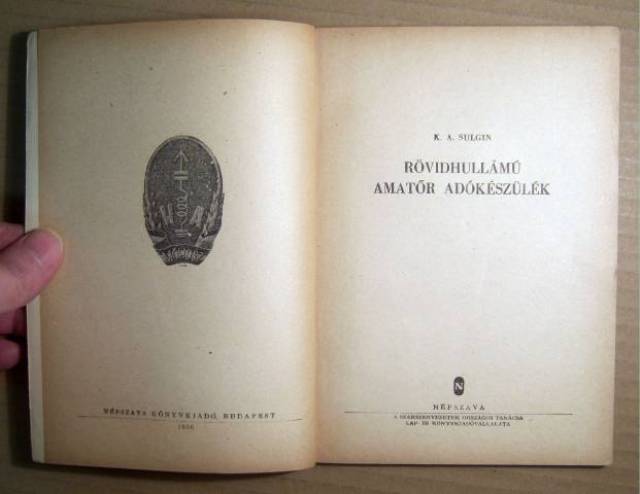 H A
NÉPSZAVA KÖNYVKIADÓ, BUDAPEST
K. A. SULGIN
RÖVIDHULLÁMÚ
AMATŐR ADÓKÉSZÜLÉK
N
NÉPSZAVA
A SZAKSZERVEZETEK ORSZÁGOS TANÁCSA
LAP- ÉS KÖNYVKIADÓVÁLLALATA